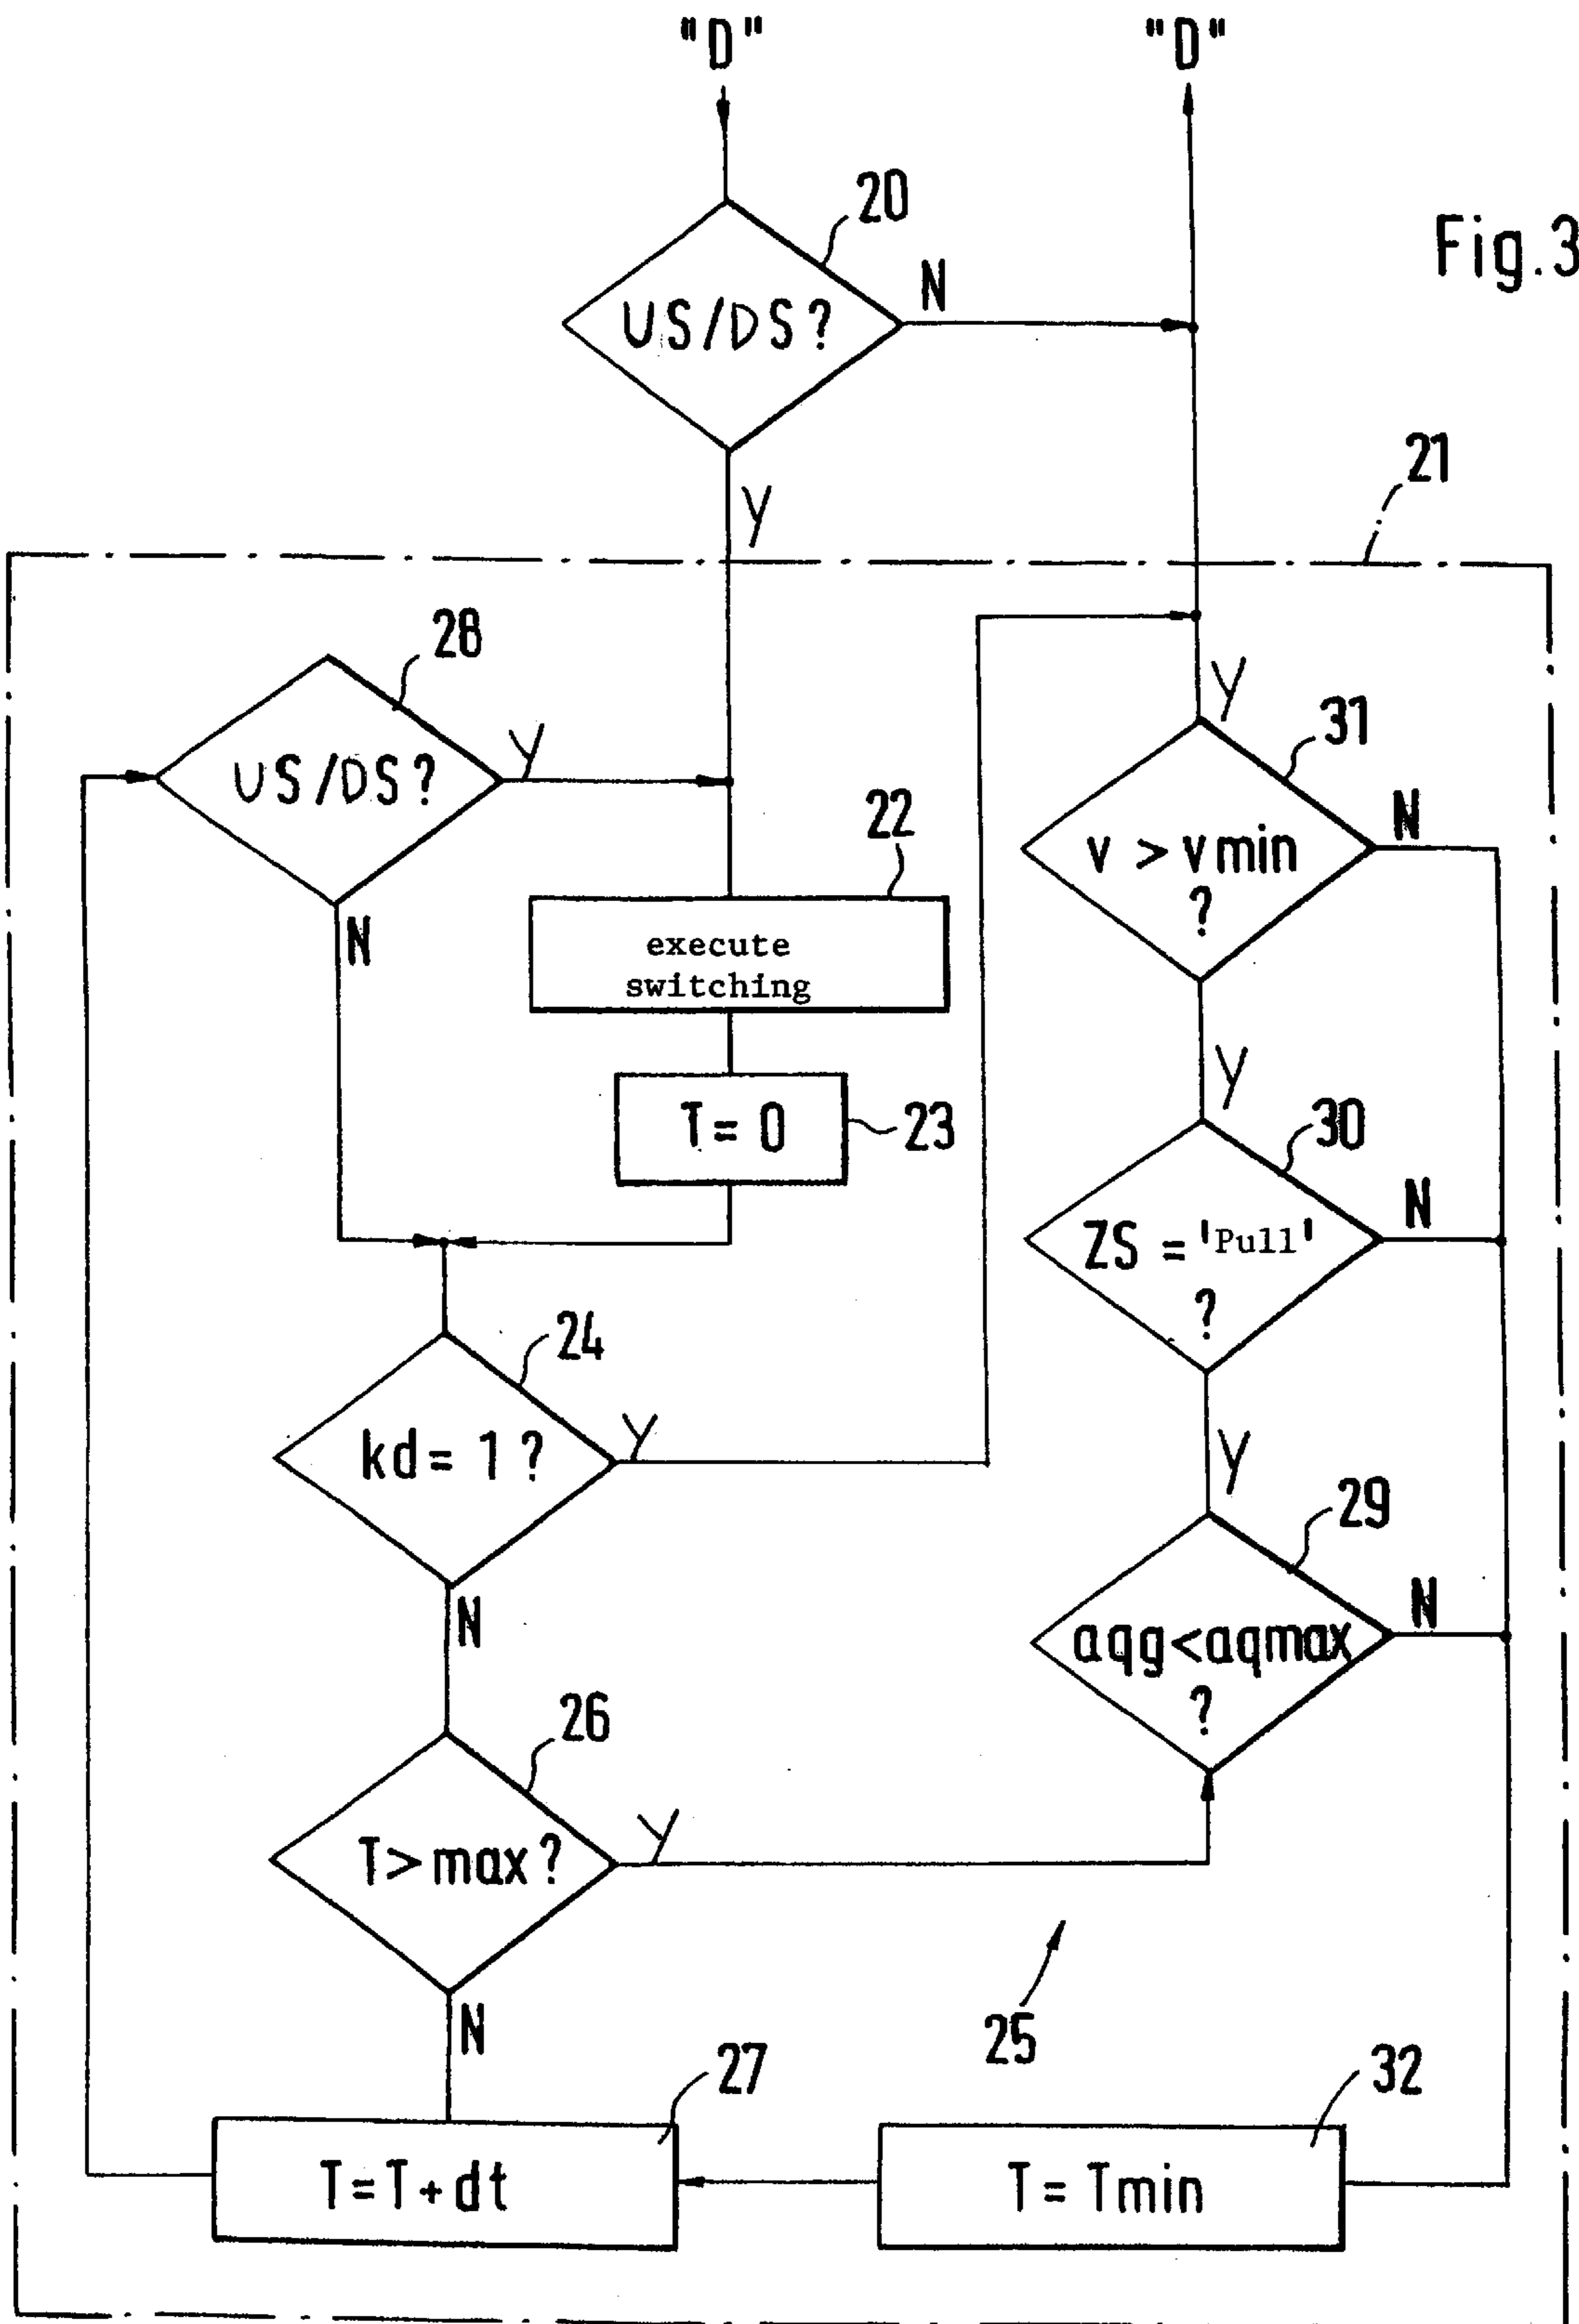 "D" "D"
20
Fig.3
N
US/DS?
21
Y
28
Y
31
US/DS?
Y
22
N
v > vmin
?
N
execute
switching
Y
T= 0
23
30
N
ZS = 'Pull'
?
24
kd= 1 ?
Y
Y
29
N
N
aqg<aqmax
?
26
T> max?
Y
N
25
27
32
T=T+dt
T= Tmin